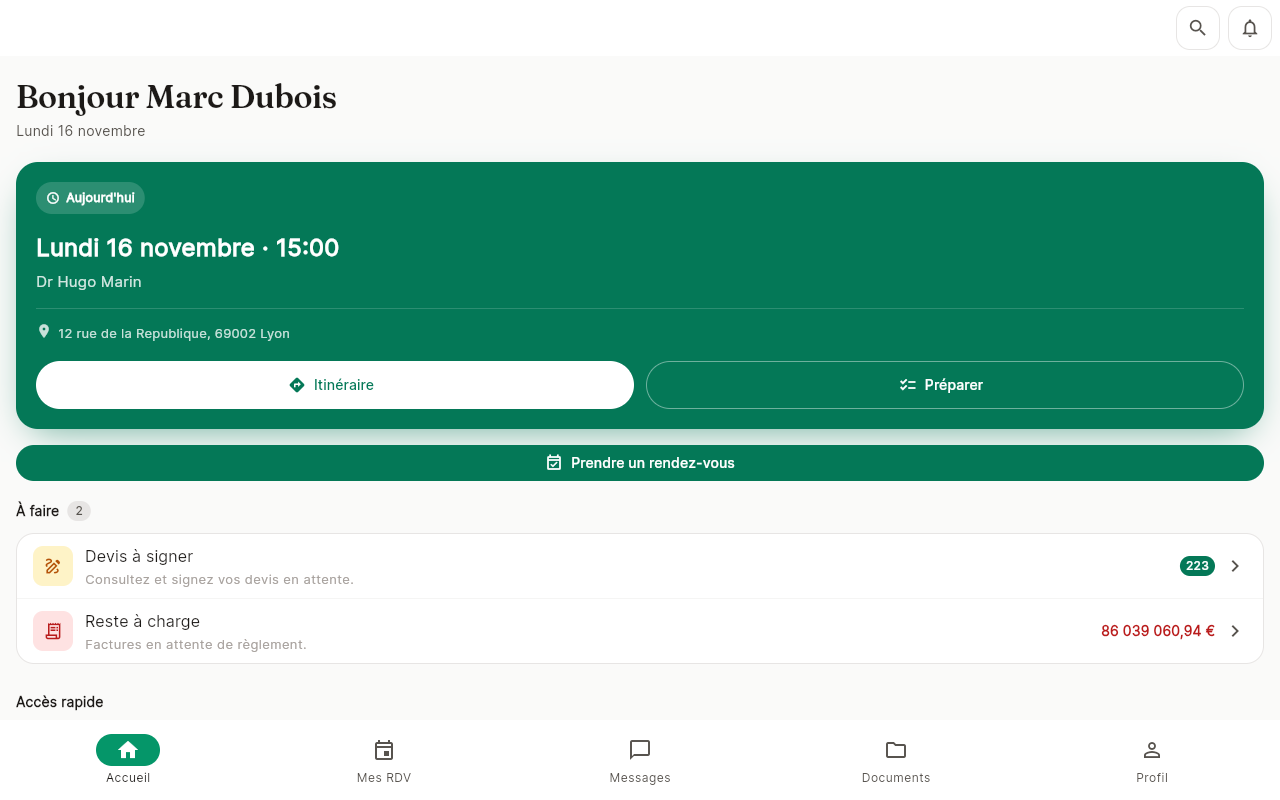 Bonjour Marc Dubois
Lundi 16 novembre
Aujourd'hui
Lundi 16 novembre · 15:00
Dr Hugo Marin
12 rue de la Republique, 69002 Lyon
Itinéraire
Préparer
Prendre un rendez-vous
À faire 2
Devis à signer
Consultez et signez vos devis en attente.
223
Reste à charge
Factures en attente de règlement.
86 039 060,94 €
Accès rapide
Accueil
Mes RDV
Messages
Documents
Profil